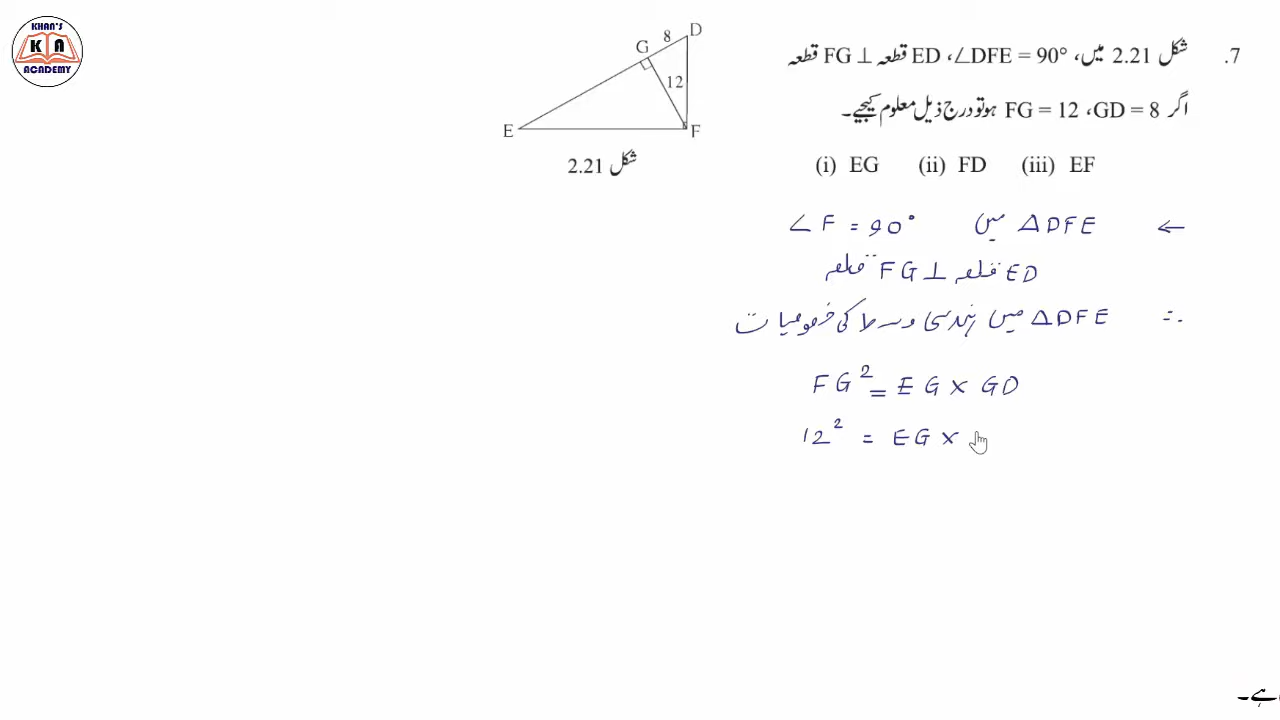 KHAN'S
K A
ACADEMY
7. شکل 2.21 میں، ∠DFE = 90°، قطعہ FG ⊥ قطعہ ED
اگر GD = 8، FG = 12 ہو تو درج ذیل معلوم کیجیے۔
(i) EG (ii) FD (iii) EF
D
8
G
12
E
F
شکل 2.21
← ΔDFE میں ∠F = 90°
قطعہ FG ⊥ قطعہ ED
∴ ΔDFE میں ہندسی وسط کی خصوصیات
FG² = EG × GD
12² = EG ×
ہے۔